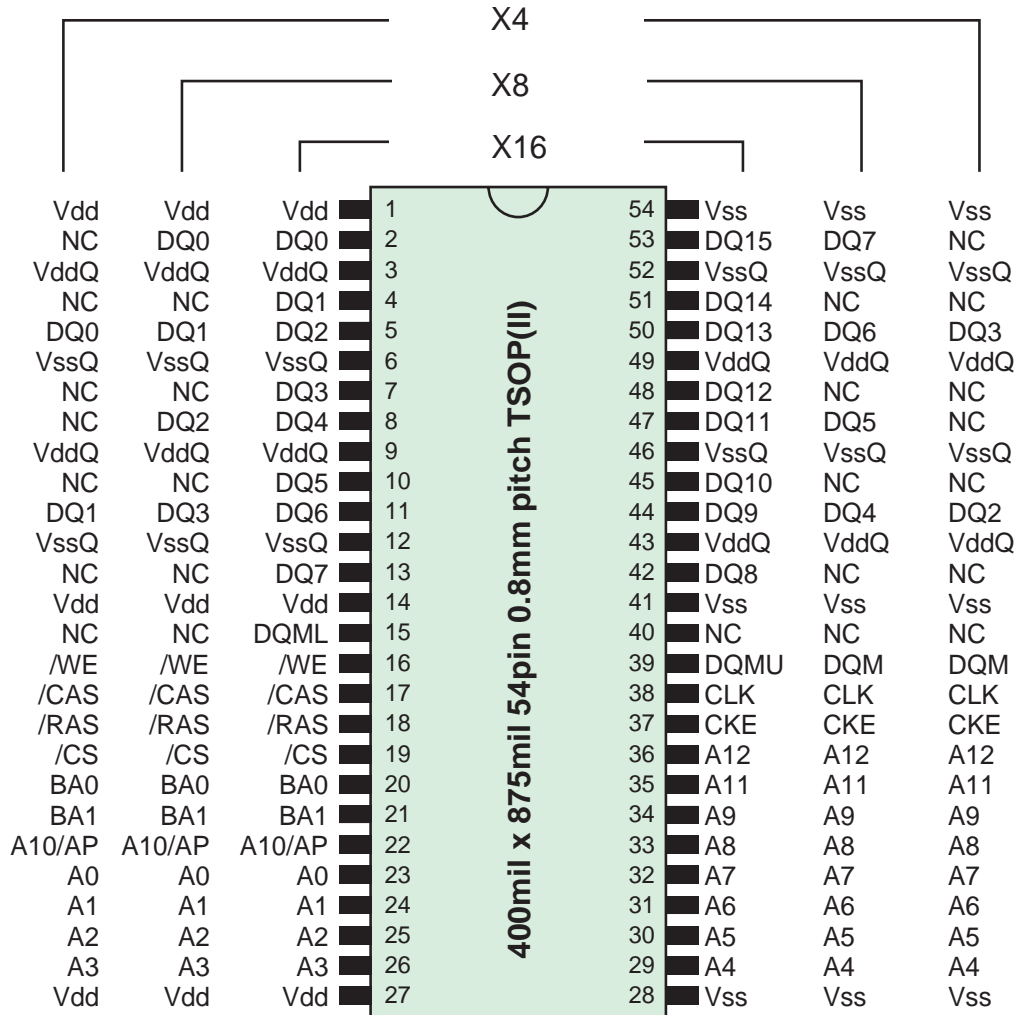 X4
X8
X16
Vdd Vdd Vdd 1 54 Vss Vss Vss
NC DQ0 DQ0 2 53 DQ15 DQ7 NC
VddQ VddQ VddQ 3 52 VssQ VssQ VssQ
NC NC DQ1 4 51 DQ14 NC NC
DQ0 DQ1 DQ2 5 50 DQ13 DQ6 DQ3
VssQ VssQ VssQ 6 49 VddQ VddQ VddQ
NC NC DQ3 7 48 DQ12 NC NC
NC DQ2 DQ4 8 47 DQ11 DQ5 NC
VddQ VddQ VddQ 9 46 VssQ VssQ VssQ
NC NC DQ5 10 45 DQ10 NC NC
DQ1 DQ3 DQ6 11 44 DQ9 DQ4 DQ2
VssQ VssQ VssQ 12 43 VddQ VddQ VddQ
NC NC DQ7 13 42 DQ8 NC NC
Vdd Vdd Vdd 14 41 Vss Vss Vss
NC NC DQML 15 40 NC NC NC
/WE /WE /WE 16 39 DQMU DQM DQM
/CAS /CAS /CAS 17 38 CLK CLK CLK
/RAS /RAS /RAS 18 37 CKE CKE CKE
/CS /CS /CS 19 36 A12 A12 A12
BA0 BA0 BA0 20 35 A11 A11 A11
BA1 BA1 BA1 21 34 A9 A9 A9
A10/AP A10/AP A10/AP 22 33 A8 A8 A8
A0 A0 A0 23 32 A7 A7 A7
A1 A1 A1 24 31 A6 A6 A6
A2 A2 A2 25 30 A5 A5 A5
A3 A3 A3 26 29 A4 A4 A4
Vdd Vdd Vdd 27 28 Vss Vss Vss
400mil x 875mil 54pin 0.8mm pitch TSOP(II)